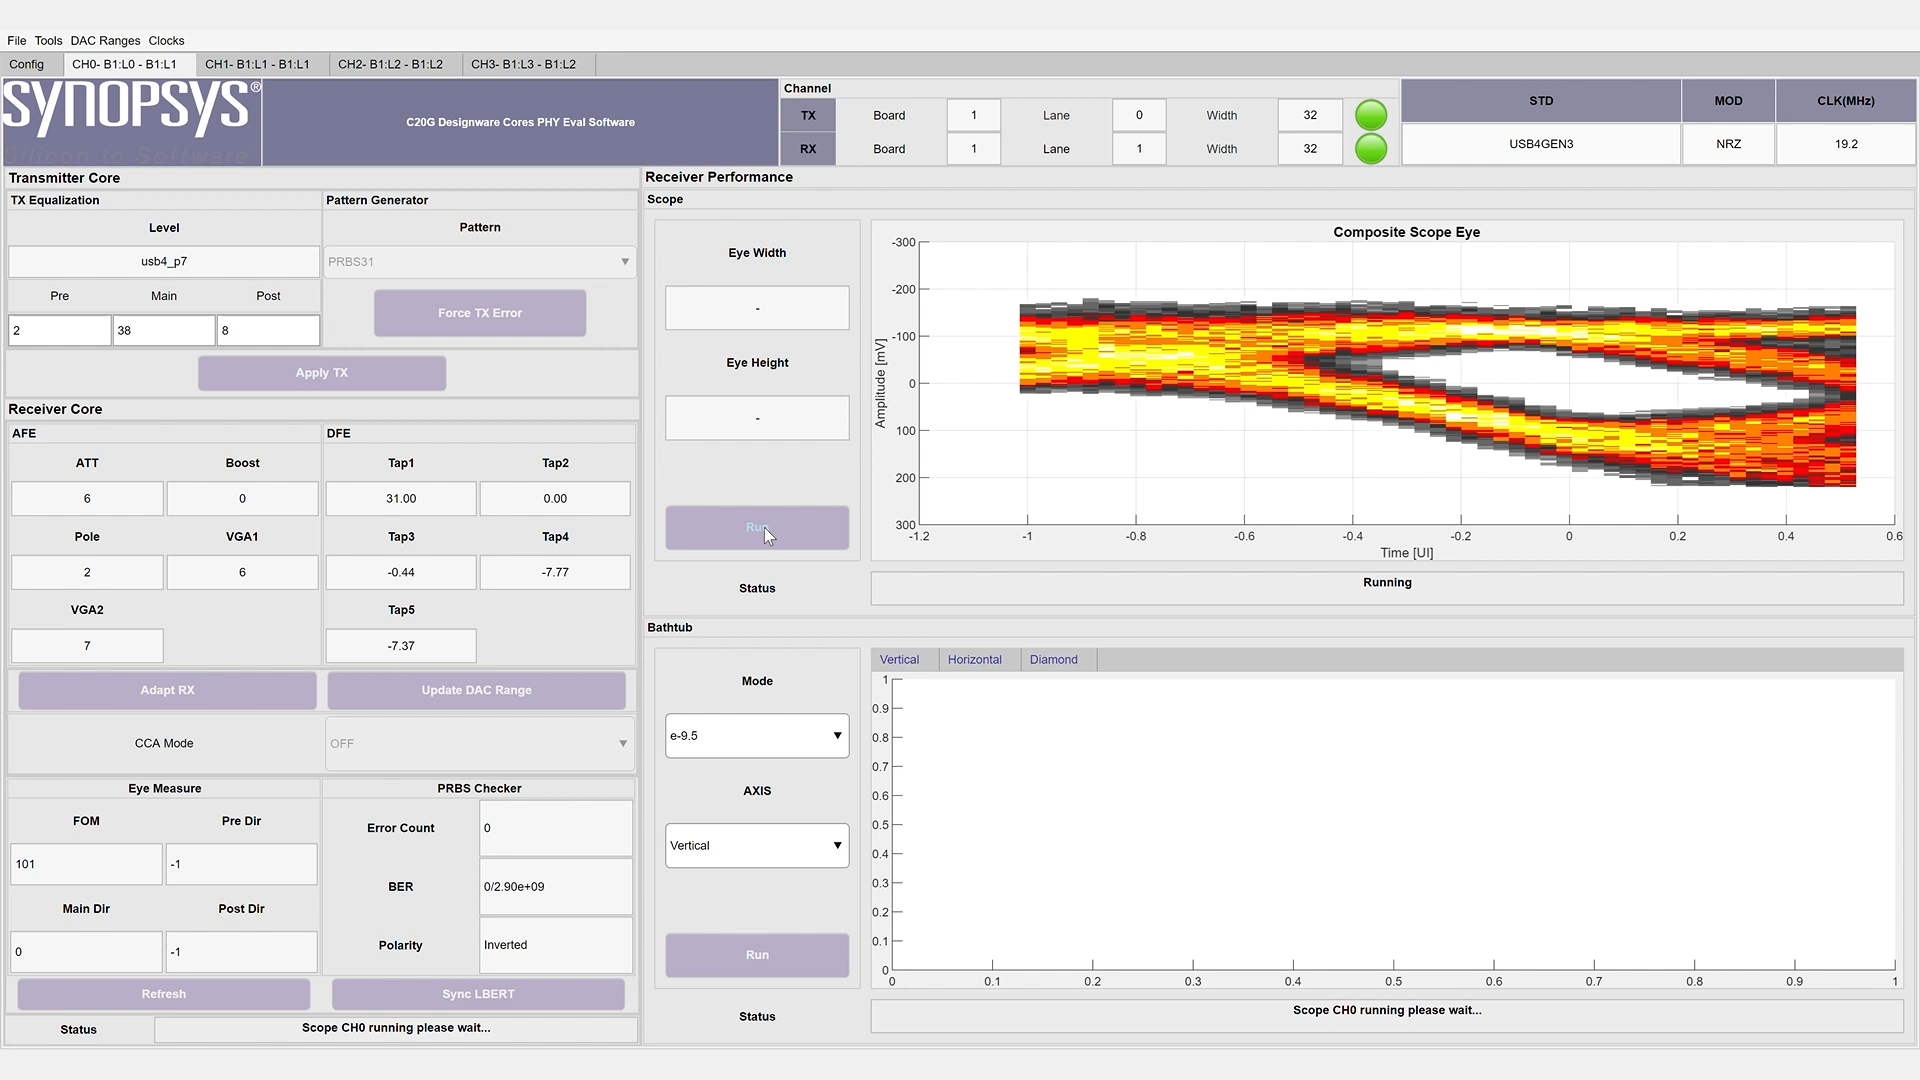 File Tools DAC Ranges Clocks
Config CH0- B1:L0 - B1:L1 CH1- B1:L1 - B1:L1 CH2- B1:L2 - B1:L2 CH3- B1:L3 - B1:L2
SYNOPSYS®
Silicon to Software
C20G Designware Cores PHY Eval Software
Channel
TX Board 1 Lane 0 Width 32
RX Board 1 Lane 1 Width 32
STD MOD CLK(MHz)
USB4GEN3 NRZ 19.2
Transmitter Core
TX Equalization
Level
usb4_p7
Pre Main Post
2 38 8
Pattern Generator
Pattern
PRBS31
Force TX Error
Apply TX
Receiver Core
AFE
ATT Boost
6 0
Pole VGA1
2 6
VGA2
7
DFE
Tap1 Tap2
31.00 0.00
Tap3 Tap4
-0.44 -7.77
Tap5
-7.37
Adapt RX Update DAC Range
CCA Mode OFF
Eye Measure
FOM Pre Dir
101 -1
Main Dir Post Dir
0 -1
Refresh
PRBS Checker
Error Count 0
BER 0/2.90e+09
Polarity Inverted
Sync LBERT
Status Scope CH0 running please wait...
Receiver Performance
Scope
Eye Width
-
Eye Height
-
Run
Composite Scope Eye
Amplitude [mV]
-300
-200
-100
0
100
200
300
-1.2 -1 -0.8 -0.6 -0.4 -0.2 0 0.2 0.4 0.6
Time [UI]
Status Running
Bathtub
Mode
e-9.5
AXIS
Vertical
Run
Vertical Horizontal Diamond
1
0.9
0.8
0.7
0.6
0.5
0.4
0.3
0.2
0.1
0
0 0.1 0.2 0.3 0.4 0.5 0.6 0.7 0.8 0.9 1
Status Scope CH0 running please wait...